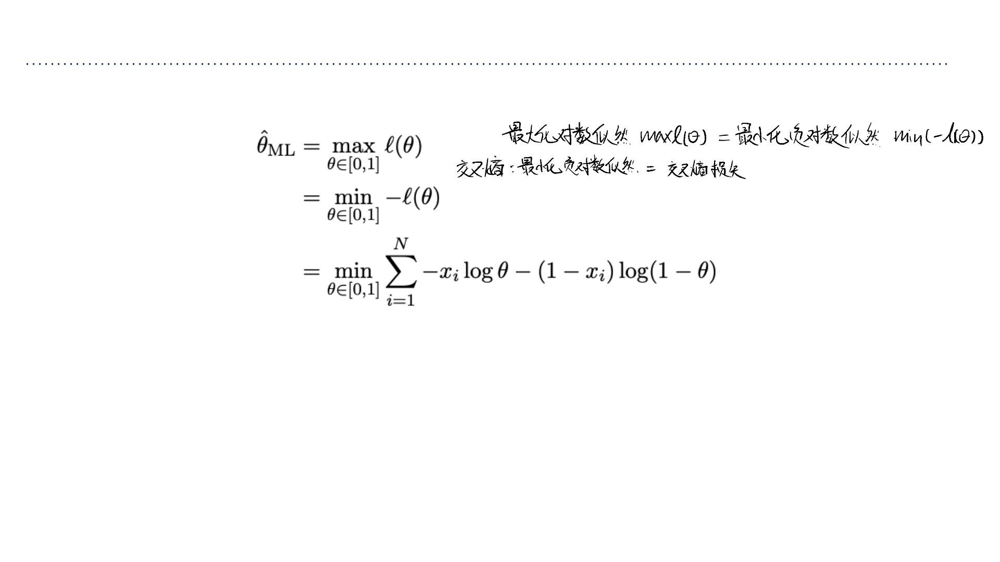 θ̂_ML = max_{θ∈[0,1]} ℓ(θ)
最大化对数似然 maxℓ(θ) = 最小化负对数似然 min(-ℓ(θ))
交叉熵：最小化负对数似然 = 交叉熵损失
= min_{θ∈[0,1]} −ℓ(θ)
= min_{θ∈[0,1]} ∑_{i=1}^{N} −x_i log θ − (1 − x_i) log(1 − θ)